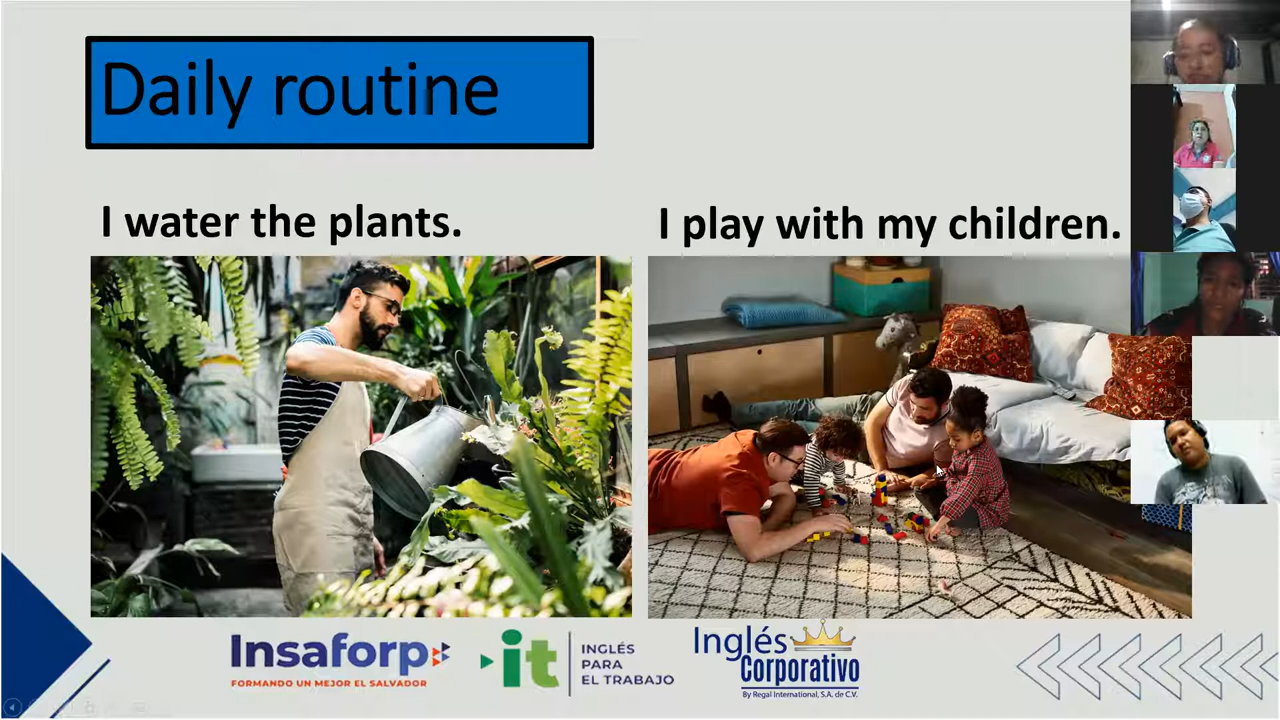 Daily routine
I water the plants.
I play with my children.
Insaforp
FORMANDO UN MEJOR EL SALVADOR
it
INGLÉS
PARA
EL TRABAJO
Inglés
Corporativo
By Regal International, S.A. de C.V.